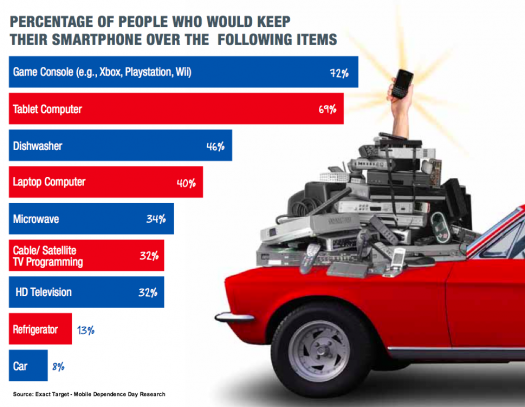 PERCENTAGE OF PEOPLE WHO WOULD KEEP
THEIR SMARTPHONE OVER THE FOLLOWING ITEMS
Game Console (e.g., Xbox, Playstation, Wii) 72%
Tablet Computer 69%
Dishwasher 46%
Laptop Computer 40%
Microwave 34%
Cable/ Satellite
TV Programming 32%
HD Television 32%
Refrigerator 13%
Car 8%
Source: Exact Target - Mobile Dependence Day Research